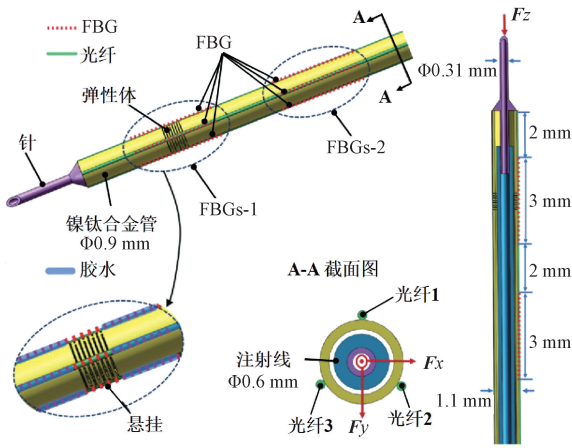 FBG
光纤
FBG
A
A
Fz
Φ0.31 mm
弹性体
针
FBGs-2
FBGs-1
镍钛合金管
Φ0.9 mm
胶水
2 mm
3 mm
2 mm
3 mm
1.1 mm
A-A 截面图
光纤1
注射线
Φ0.6 mm
Fx
Fy
光纤3
光纤2
悬挂